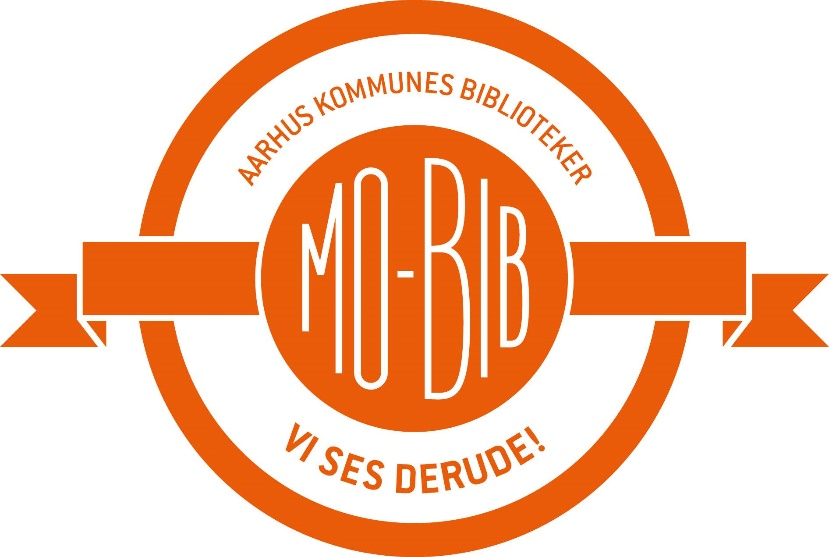 AARHUS KOMMUNES BIBLIOTEKER
MO-BIB
VI SES DERUDE!